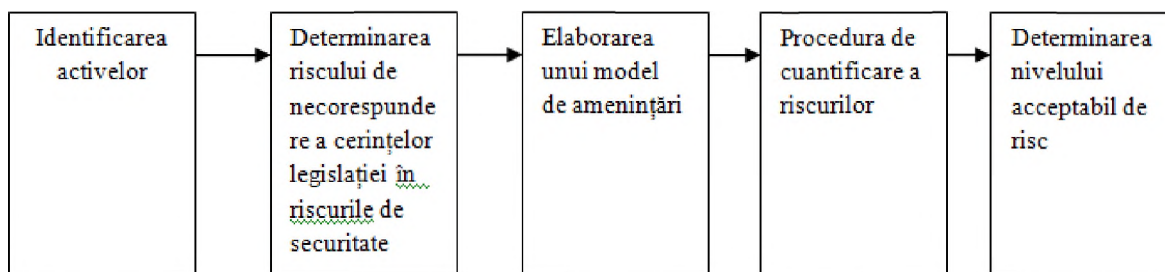 Identificarea
activelor
Determinarea
riscului de
necorespunde
re a cerințelor
legislației în
riscurile de
securitate
Elaborarea
unui model
de amenințări
Procedura de
cuantificare a
riscurilor
Determinarea
nivelului
acceptabil de
risc